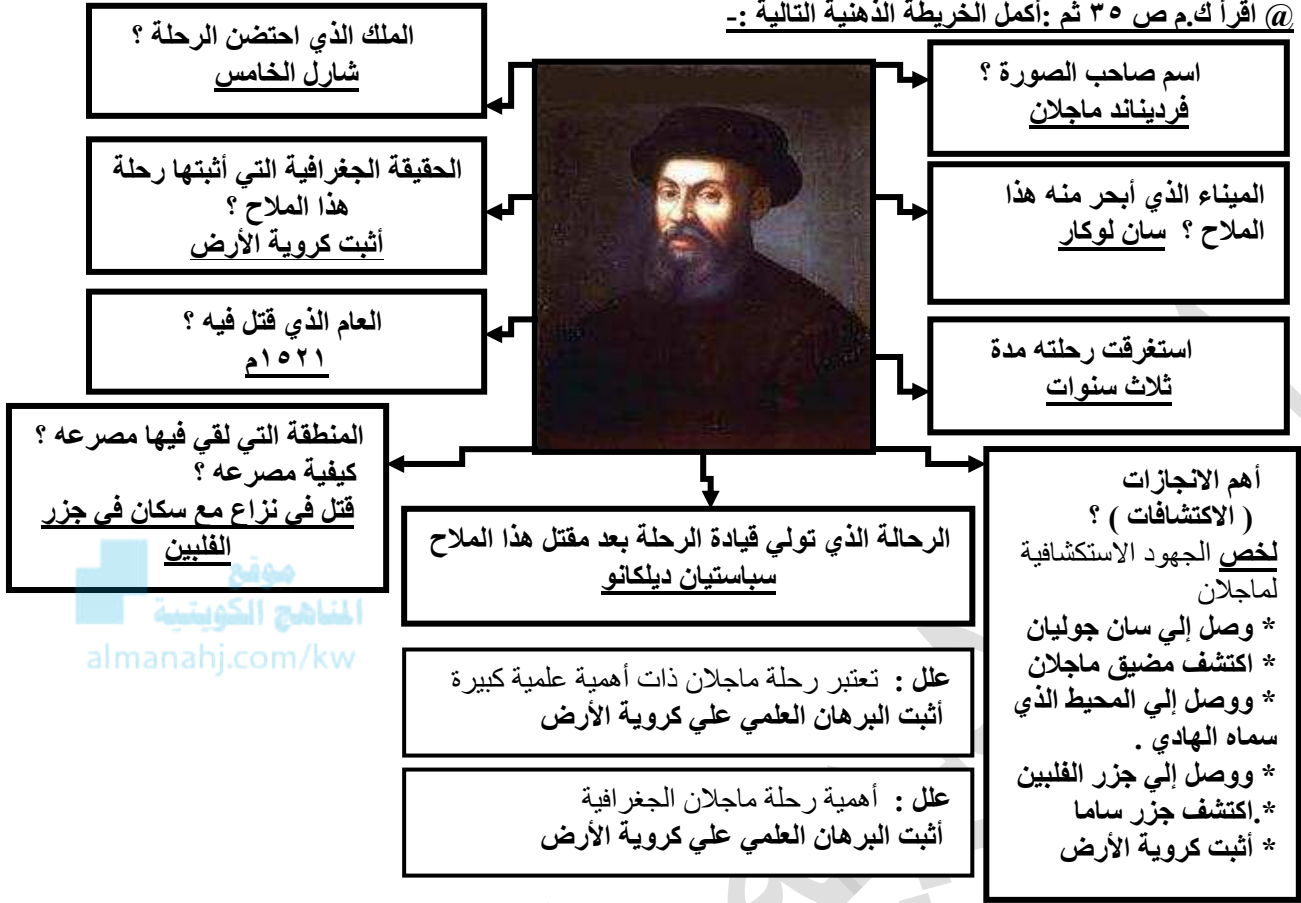 @ اقرأ ك.م ص ٣٥ ثم :أكمل الخريطة الذهنية التالية :-
اسم صاحب الصورة ؟
فرديناند ماجلان
الملك الذي احتضن الرحلة ؟
شارل الخامس
الميناء الذي أبحر منه هذا
الملاح ؟ سان لوكار
الحقيقة الجغرافية التي أثبتها رحلة
هذا الملاح ؟
أثبت كروية الأرض
استغرقت رحلته مدة
ثلاث سنوات
العام الذي قتل فيه ؟
١٥٢١م
أهم الانجازات
( الاكتشافات ) ؟
لخص الجهود الاستكشافية
لماجلان
* وصل إلي سان جوليان
* اكتشف مضيق ماجلان
* ووصل إلي المحيط الذي
سماه الهادي .
* ووصل إلي جزر الفلبين
*.اكتشف جزر ساما
* أثبت كروية الأرض
الرحالة الذي تولي قيادة الرحلة بعد مقتل هذا الملاح
سباستيان ديلكانو
المنطقة التي لقي فيها مصرعه ؟
كيفية مصرعه ؟
قتل في نزاع مع سكان في جزر
الفلبين
علل : تعتبر رحلة ماجلان ذات أهمية علمية كبيرة
أثبت البرهان العلمي علي كروية الأرض
علل : أهمية رحلة ماجلان الجغرافية
أثبت البرهان العلمي علي كروية الأرض
موقع
المناهج الكويتية
almanahj.com/kw